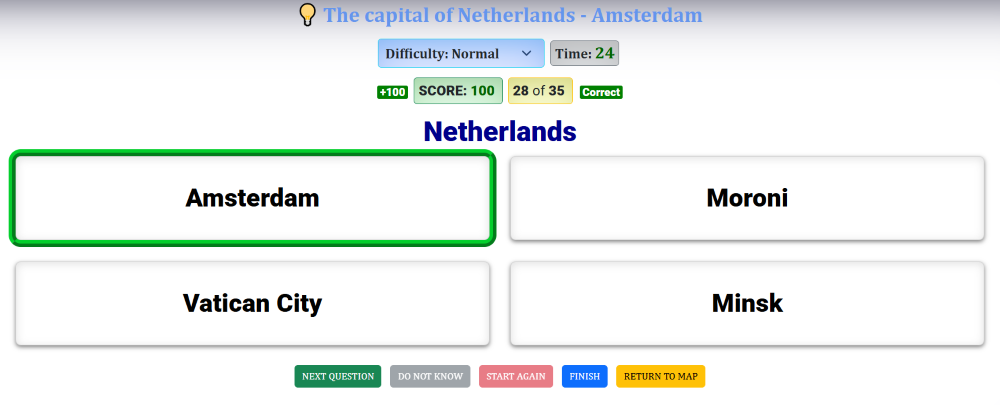 The capital of Netherlands - Amsterdam
Difficulty: Normal Time: 24
+100 SCORE: 100 28 of 35 Correct
Netherlands
Amsterdam Moroni
Vatican City Minsk
NEXT QUESTION DO NOT KNOW START AGAIN FINISH RETURN TO MAP